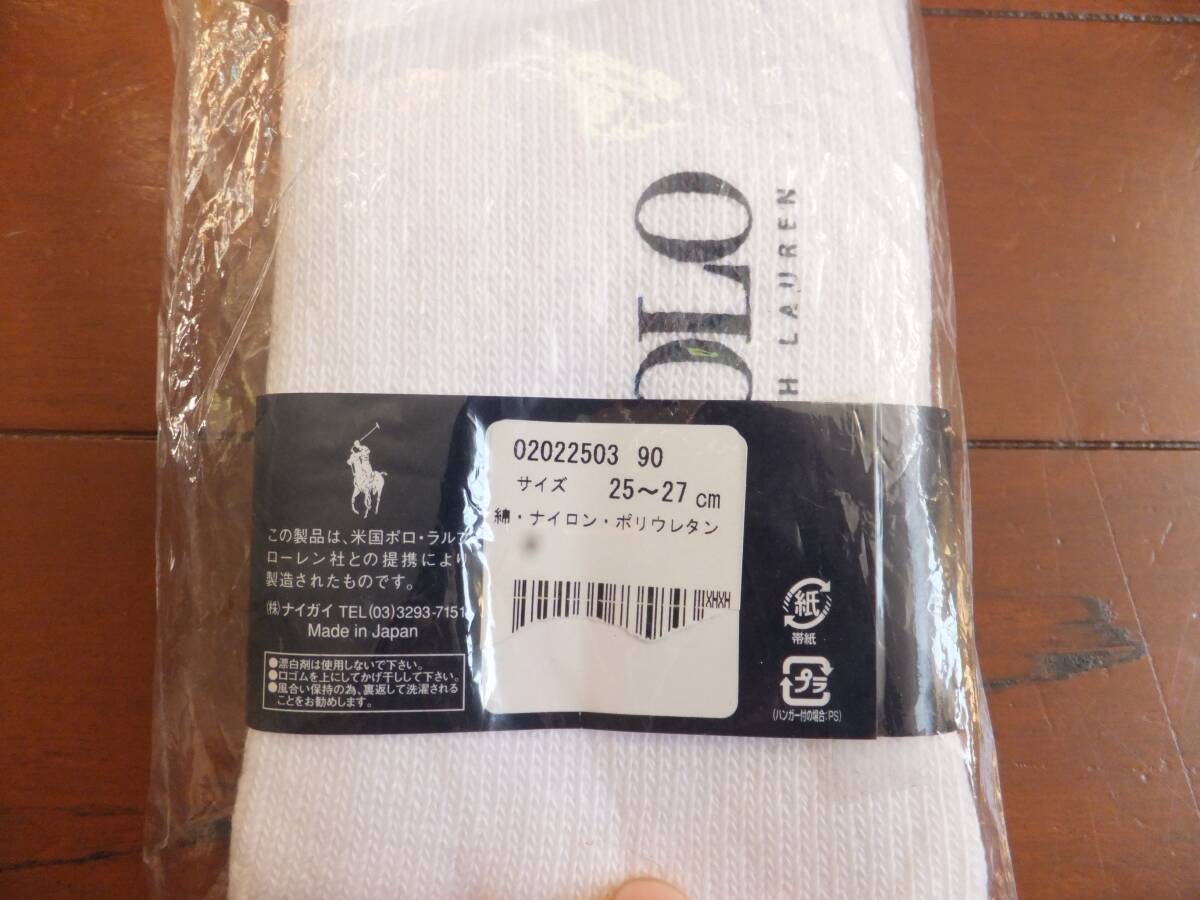 OLO
H LAUREN
この製品は、米国ポロ・ラルフ
ローレン社との提携により
製造されたものです。
㈱ナイガイ TEL(03)3293-7151
Made in Japan
●漂白剤は使用しないで下さい。
●口ゴムを上にしてかげ干しして下さい。
●風合い保持の為、裏返して洗濯される
ことをお勧めします。
02022503 90
サイズ 25～27 cm
綿・ナイロン・ポリウレタン
紙
帯紙
プラ
(ハンガー付の場合:PS)